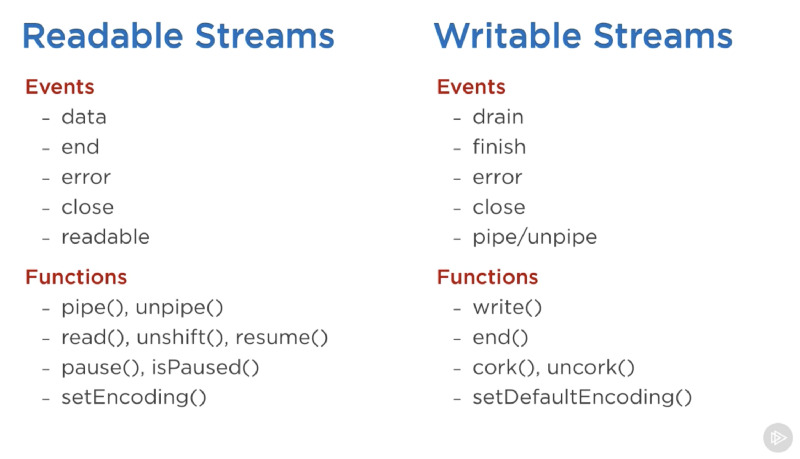 Readable Streams
Events
- data
- end
- error
- close
- readable
Functions
- pipe(), unpipe()
- read(), unshift(), resume()
- pause(), isPaused()
- setEncoding()
Writable Streams
Events
- drain
- finish
- error
- close
- pipe/unpipe
Functions
- write()
- end()
- cork(), uncork()
- setDefaultEncoding()